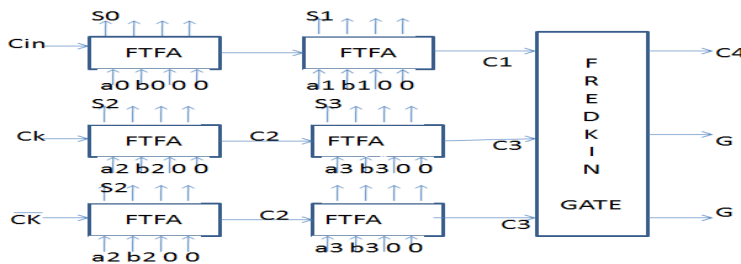 S0 S1
Cin FTFA FTFA C1 C4
a0 b0 0 0 a1 b1 0 0
S2 S3
Ck FTFA C2 FTFA C3 G
a2 b2 0 0 a3 b3 0 0
S2
CK FTFA C2 FTFA C3 G
a2 b2 0 0 a3 b3 0 0
FREDKIN
GATE